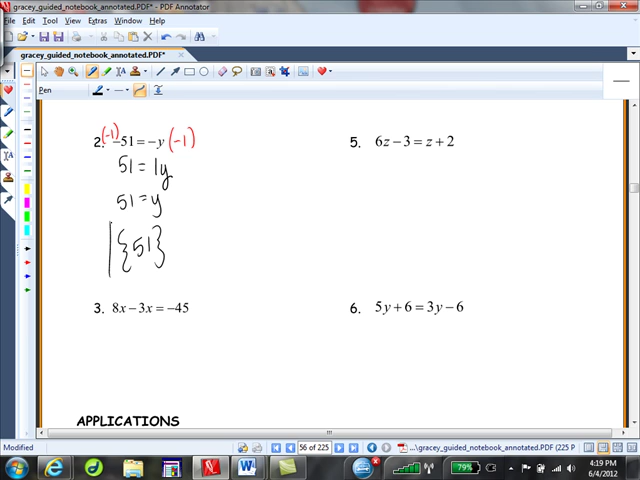 gracey_guided_notebook_annotated.PDF* - PDF Annotator
File Edit Tool View Extras Help
gracey_guided_notebook_annotated.PDF*
Pen
2. (-1) -51 = -y (-1)
51 = 1y
51 = y
{51}
5. 6z - 3 = z + 2
3. 8x - 3x = -45
6. 5y + 6 = 3y - 6
APPLICATIONS
Modified
56 of 225
...\gracey_guided_notebook_annotated.PDF (225 P
79%
4:19 PM
6/4/2012